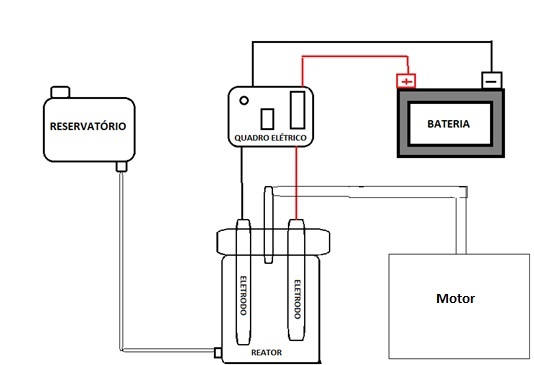 +
−
RESERVATÓRIO
QUADRO ELÉTRICO
BATERIA
ELETRODO
ELETRODO
Motor
REATOR